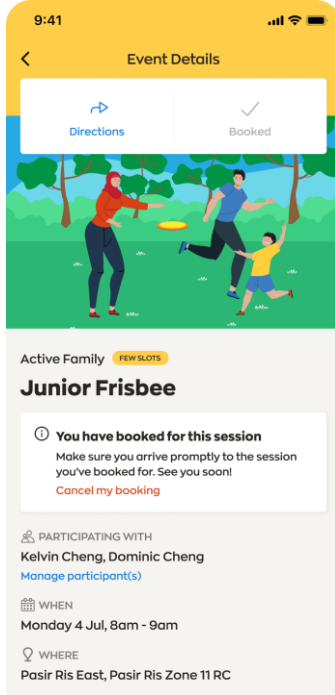 9:41
Event Details
Directions
Booked
Active Family FEW SLOTS
Junior Frisbee
You have booked for this session
Make sure you arrive promptly to the session
you've booked for. See you soon!
Cancel my booking
PARTICIPATING WITH
Kelvin Cheng, Dominic Cheng
Manage participant(s)
WHEN
Monday 4 Jul, 8am - 9am
WHERE
Pasir Ris East, Pasir Ris Zone 11 RC